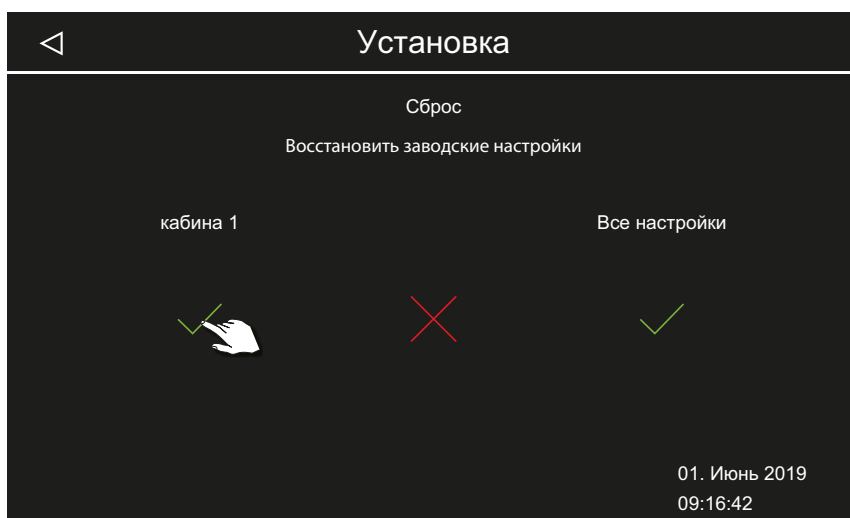 Установка
Сброс
Восстановить заводские настройки
кабина 1
Все настройки
01. Июнь 2019
09:16:42